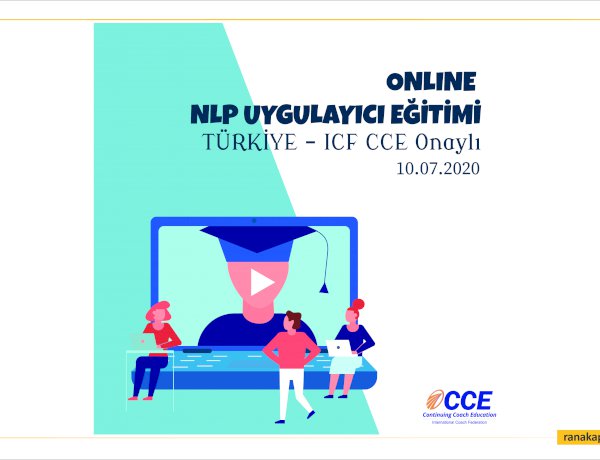 ONLINE
NLP UYGULAYICI EĞİTİMİ
TÜRKİYE – ICF CCE Onaylı
10.07.2020
CCE
Continuing Coach Education
International Coach Federation